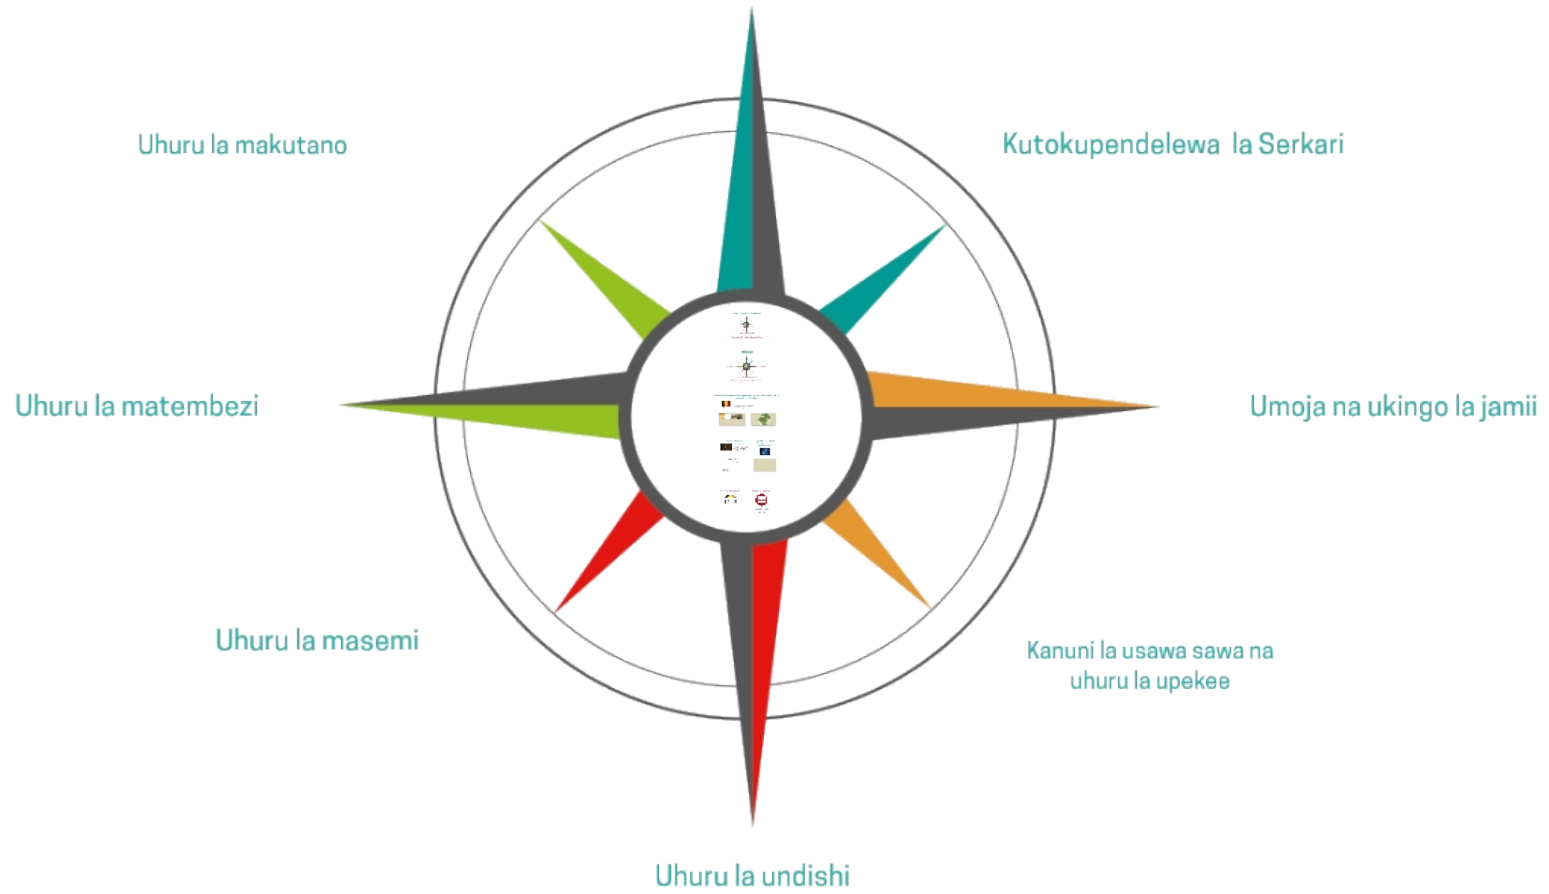 Uhuru la makutano
Kutokupendelewa la Serkari
Uhuru la matembezi
Umoja na ukingo la jamii
Uhuru la masemi
Kanuni la usawa sawa na
uhuru la upekee
Uhuru la undishi